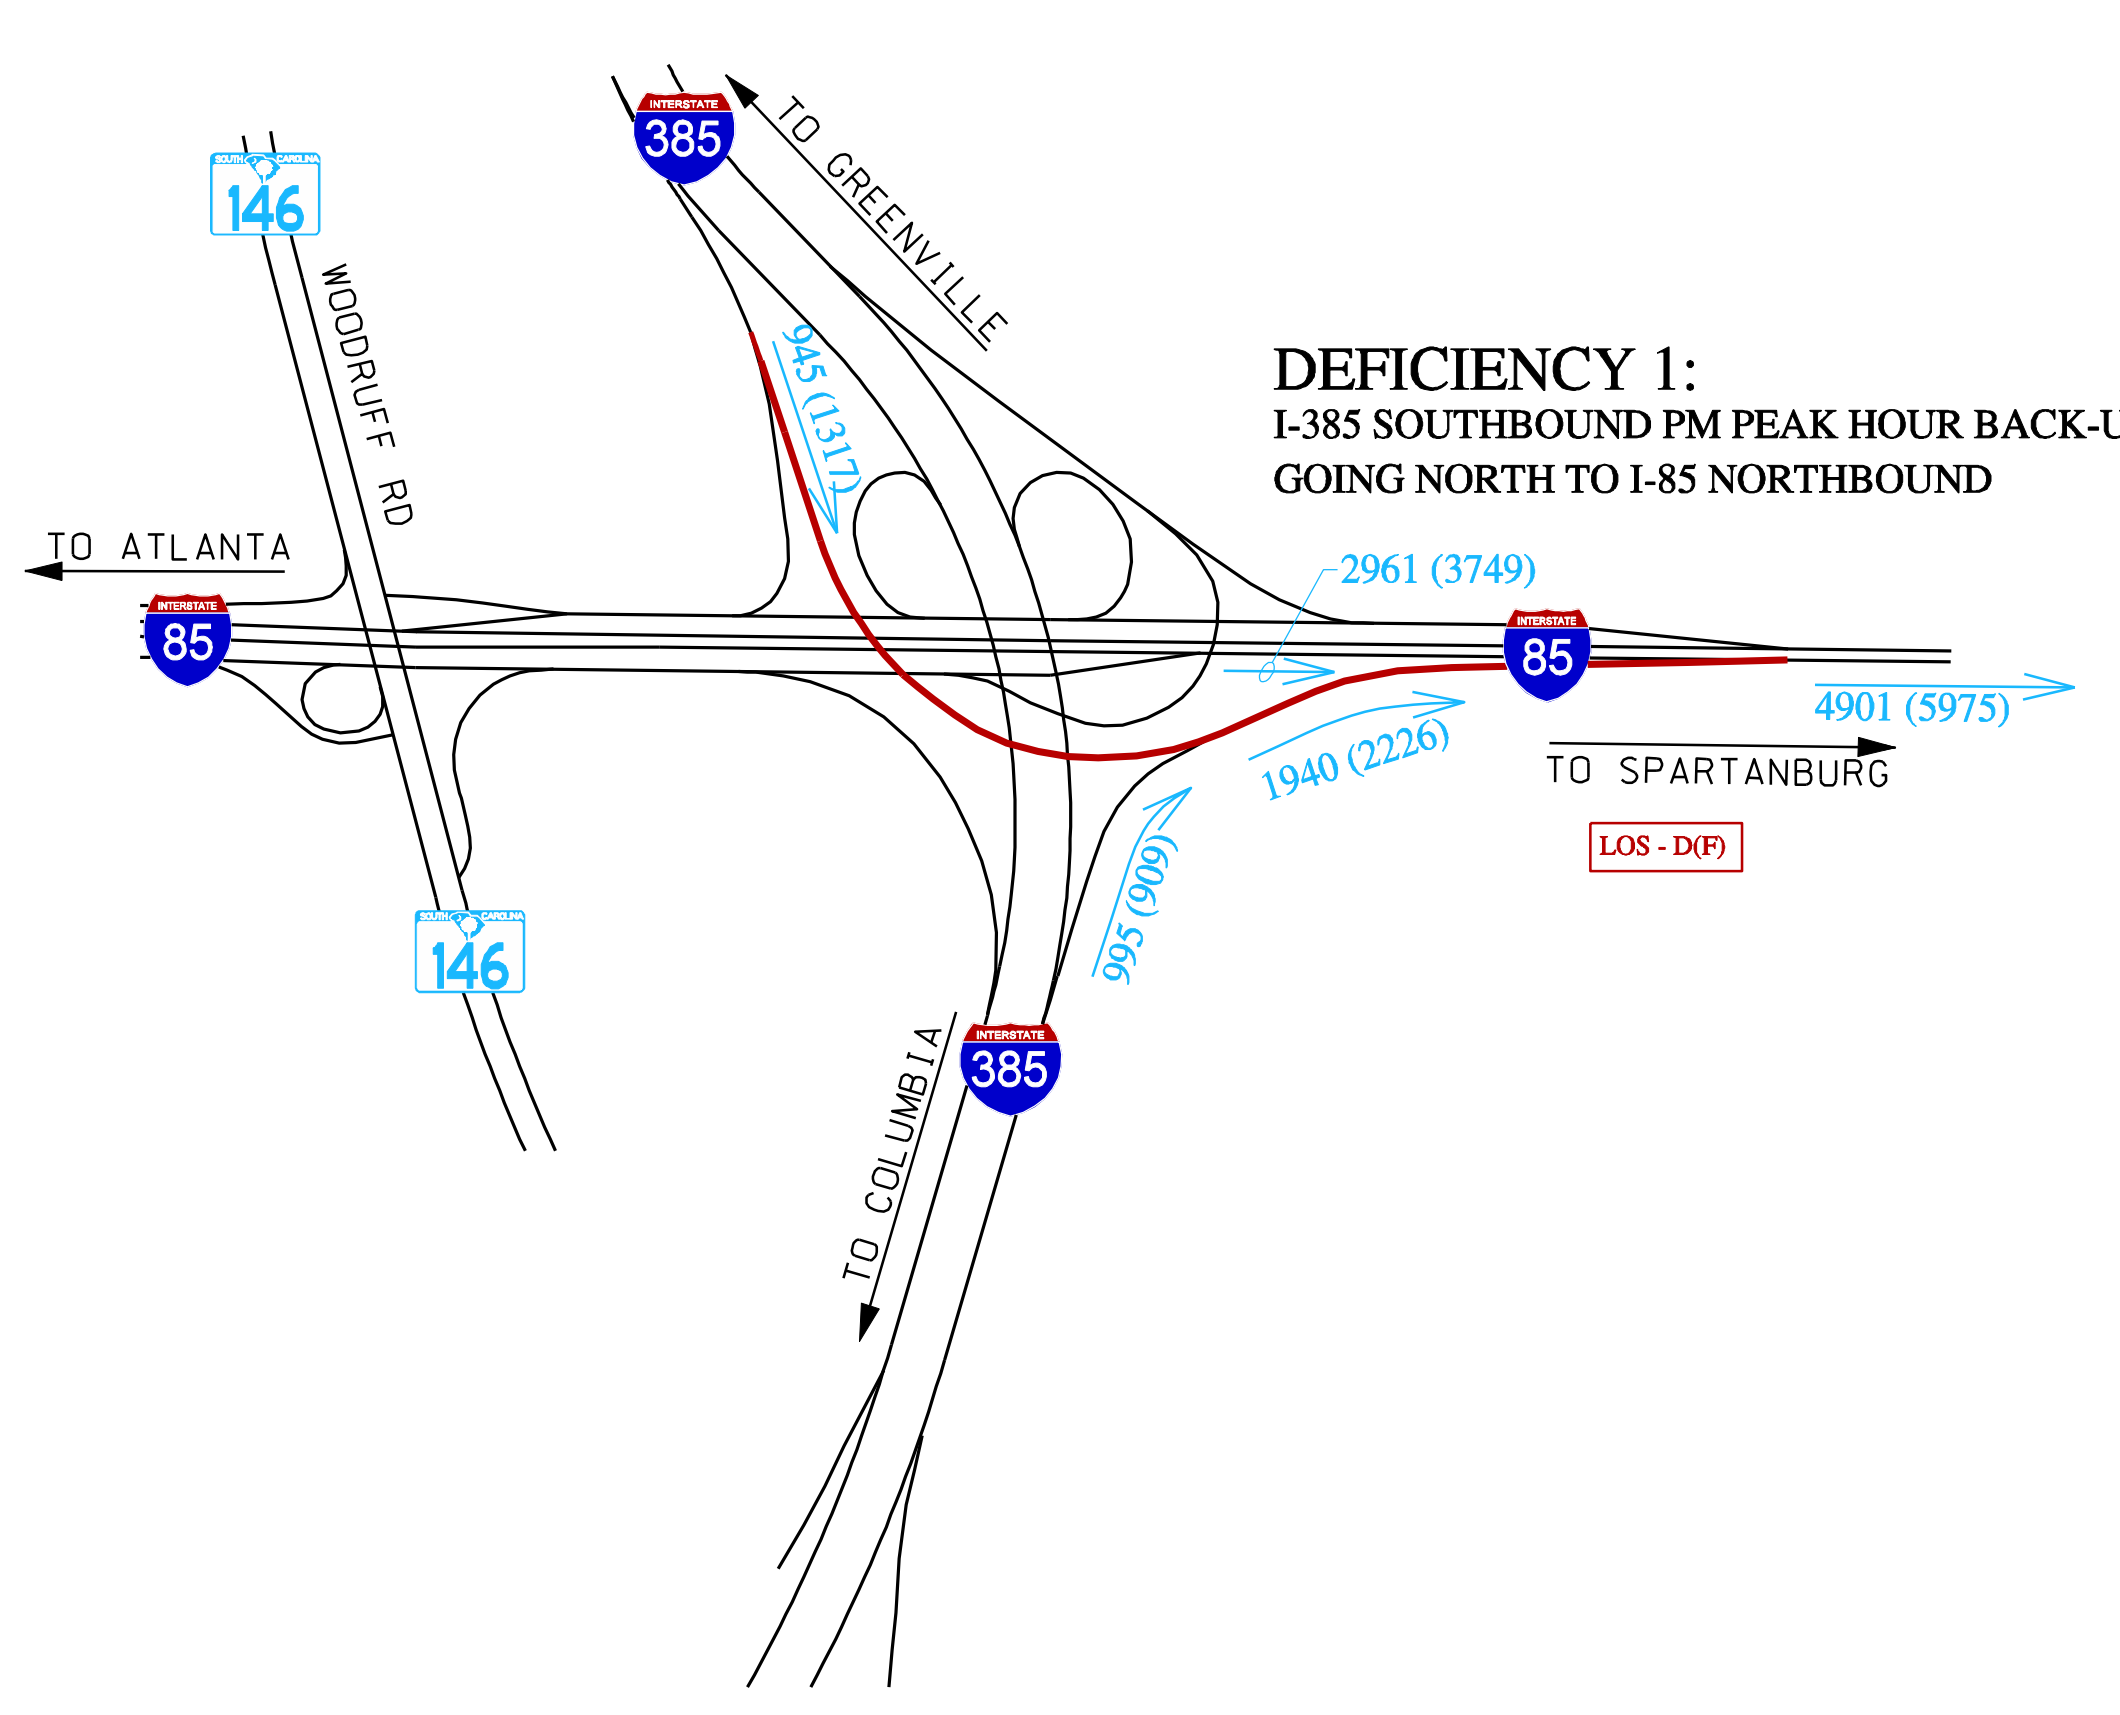 INTERSTATE
385
TO GREENVILLE
SOUTH CAROLINA
146
WOODRUFF RD
945 (1317)
DEFICIENCY 1:
I-385 SOUTHBOUND PM PEAK HOUR
GOING NORTH TO I-85 NORTHBOUND
TO ATLANTA
2961 (3749)
INTERSTATE
85
INTERSTATE
85
4901 (5975)
1940 (2226)
TO SPARTANBURG
LOS - D(F)
995 (909)
SOUTH CAROLINA
146
INTERSTATE
385
TO COLUMBIA